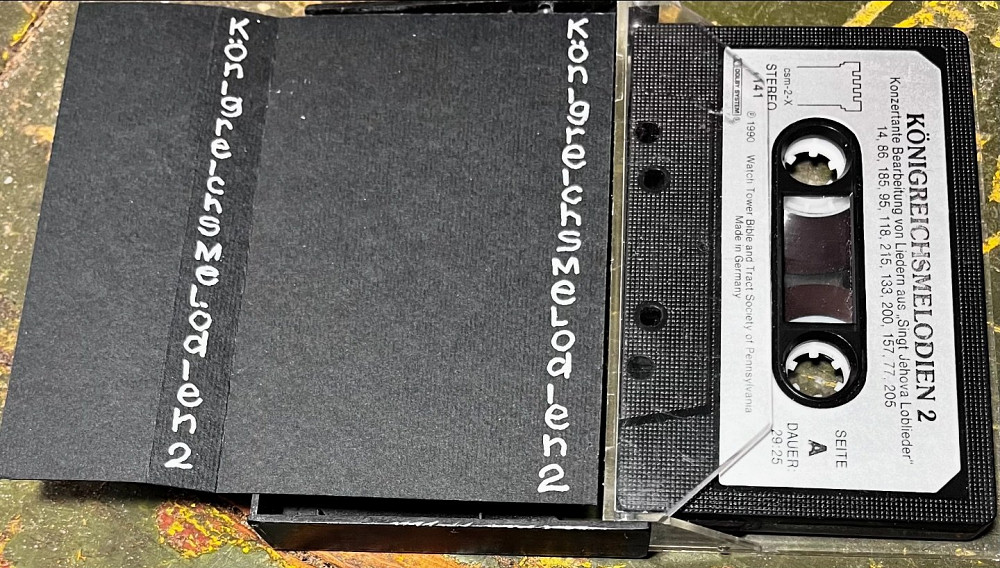 Königreichsmelodien 2
Königreichsmelodien 2
KÖNIGREICHSMELODIEN 2
Konzertante Bearbeitung von Liedern aus „Singt Jehova Loblieder“
14, 86, 185, 95, 118, 215, 133, 200, 157, 77, 205
csm-2-X
STEREO
DOLBY SYSTEM
SEITE
A
DAUER:
29:25
℗ 1990 Watch Tower Bible and Tract Society of Pennsylvania
Made in Germany